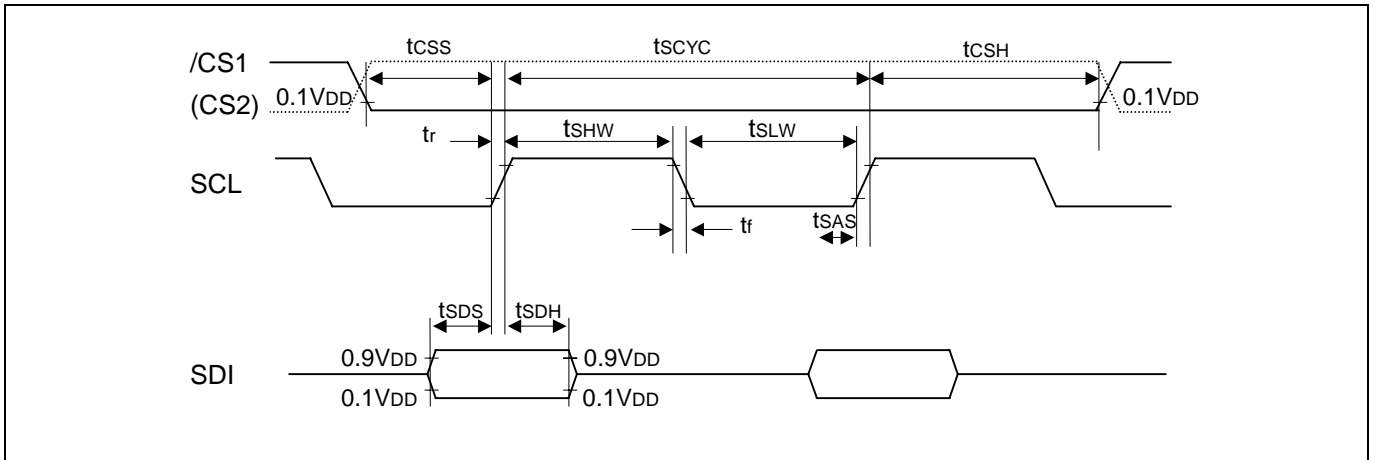 tCSS tSCYC tCSH
/CS1
(CS2) 0.1VDD 0.1VDD
tr tSHW tSLW
SCL
tf tSAS
tSDS tSDH
0.9VDD 0.9VDD
SDI
0.1VDD 0.1VDD